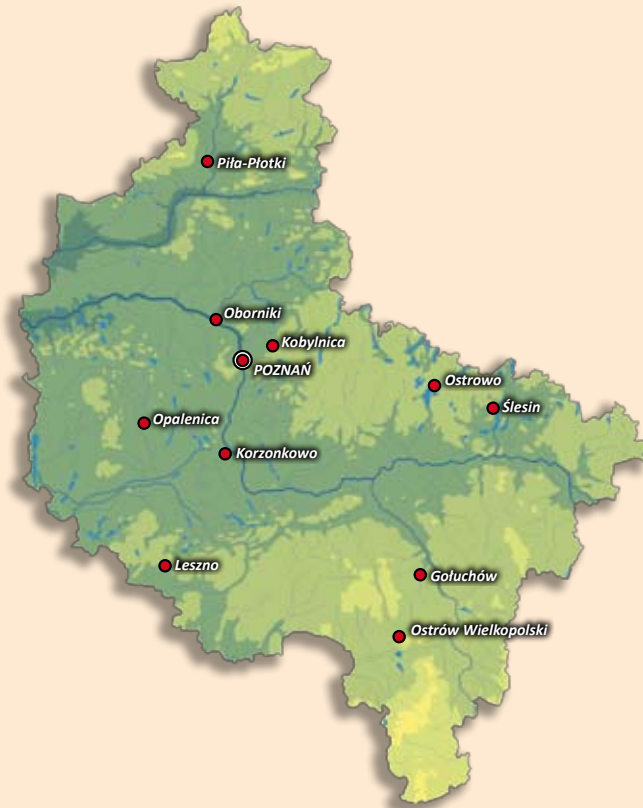 Piła-Płotki
Oborniki
Kobylnica
POZNAŃ
Ostrowo
Ślesin
Opalenica
Korzonkowo
Leszno
Gołuchów
Ostrów Wielkopolski